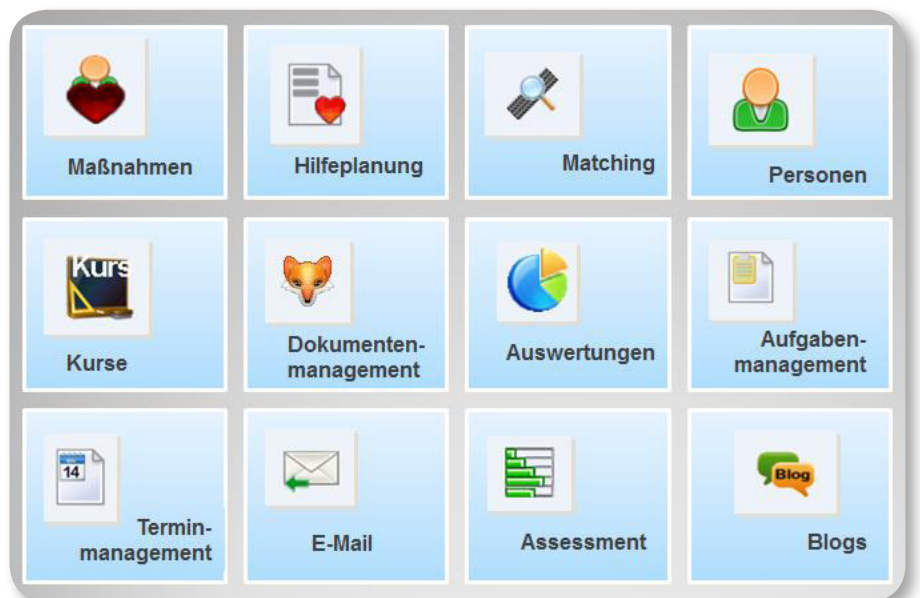 Maßnahmen
Hilfeplanung
Matching
Personen
Kurs
Kurse
Dokumenten-
management
Auswertungen
Aufgaben-
management
14
Termin-
management
E-Mail
Assessment
Blog
Blogs